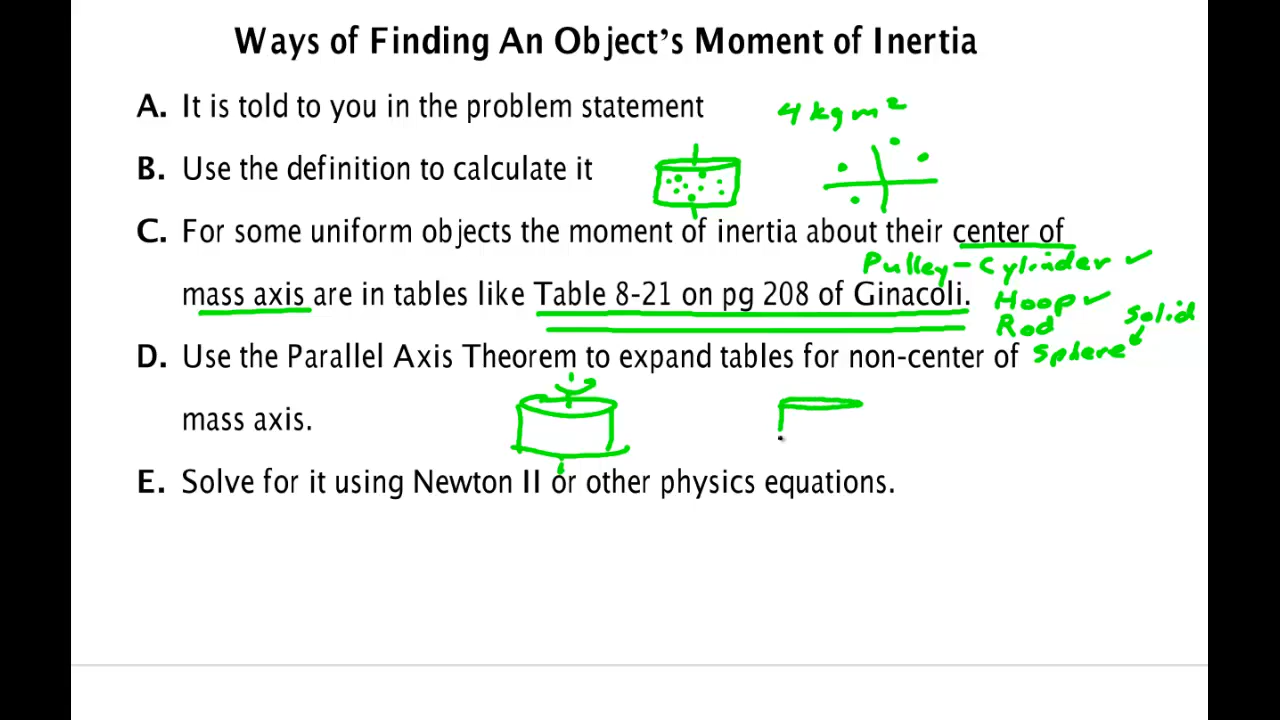 Ways of Finding An Object's Moment of Inertia
A. It is told to you in the problem statement
4 kg m²
B. Use the definition to calculate it
C. For some uniform objects the moment of inertia about their center of
Pulley - Cylinder ✓
mass axis are in tables like Table 8-21 on pg 208 of Ginacoli.
Hoop ✓
Solid
Rod
D. Use the Parallel Axis Theorem to expand tables for non-center of
Sphere
mass axis.
E. Solve for it using Newton II or other physics equations.